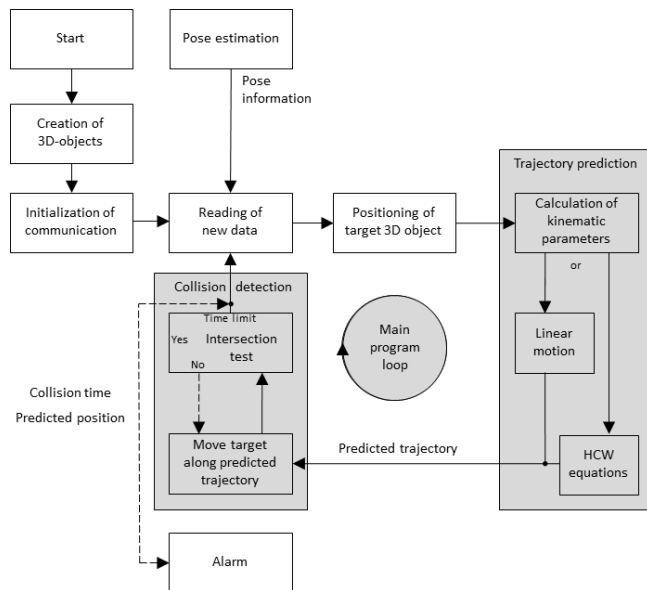 Start
Pose estimation
Pose
information
Creation of
3D-objects
Trajectory prediction
Initialization of
communication
Reading of
new data
Positioning of
target 3D object
Calculation of
kinematic
parameters
or
Collision detection
Time limit
Yes
Intersection
test
No
Main
program
loop
Linear
motion
Collision time
Predicted position
Move target
along predicted
trajectory
Predicted trajectory
HCW
equations
Alarm